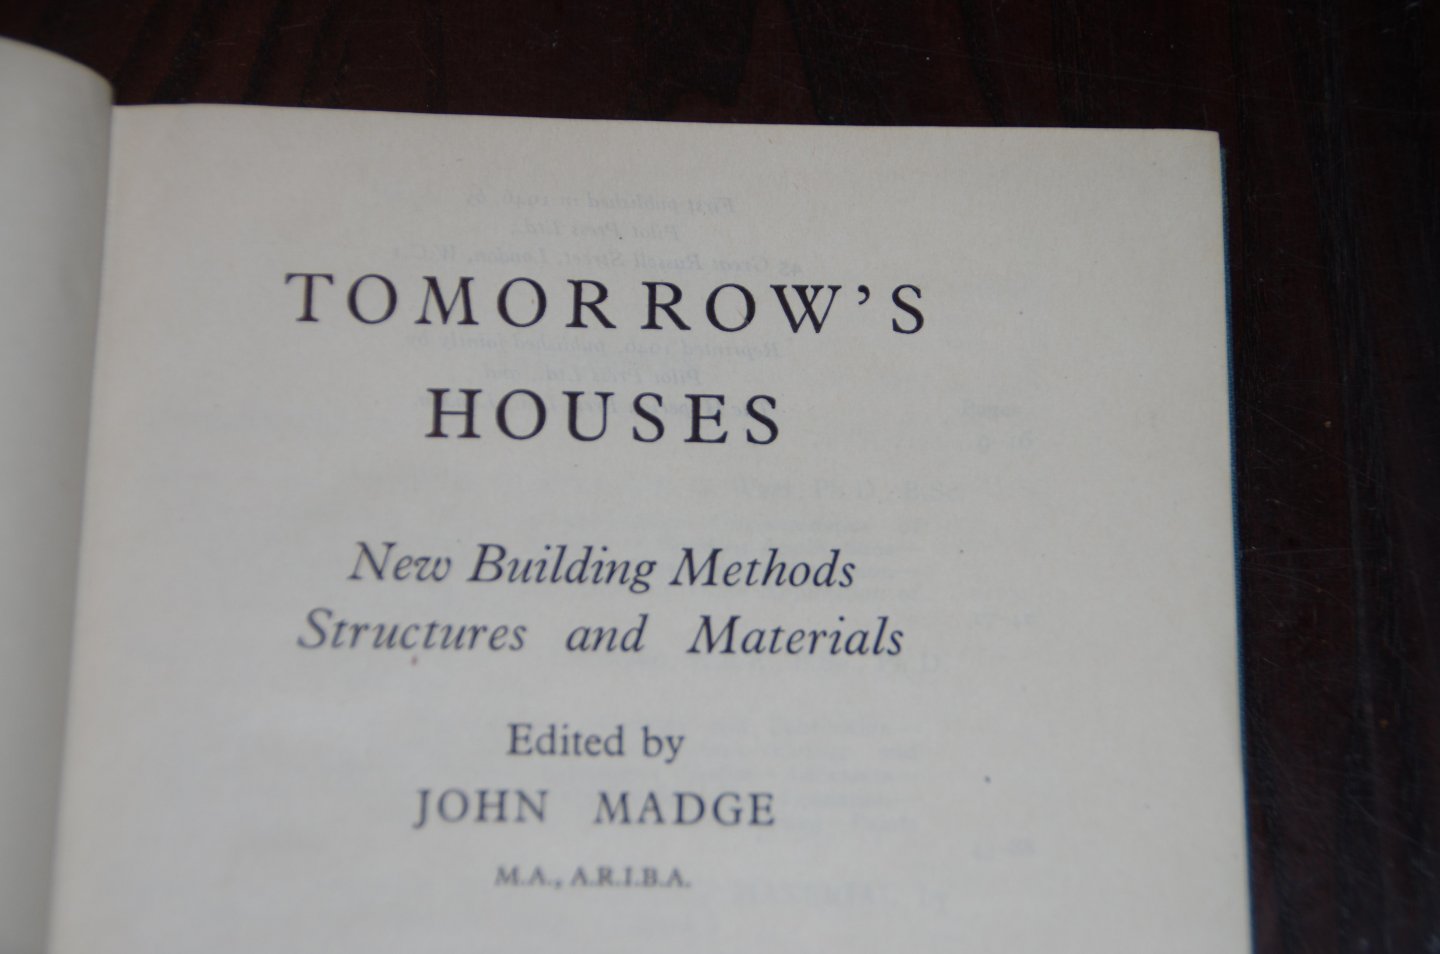 TOMORROW'S
HOUSES
New Building Methods
Structures and Materials
Edited by
JOHN MADGE
M.A., A.R.I.B.A.